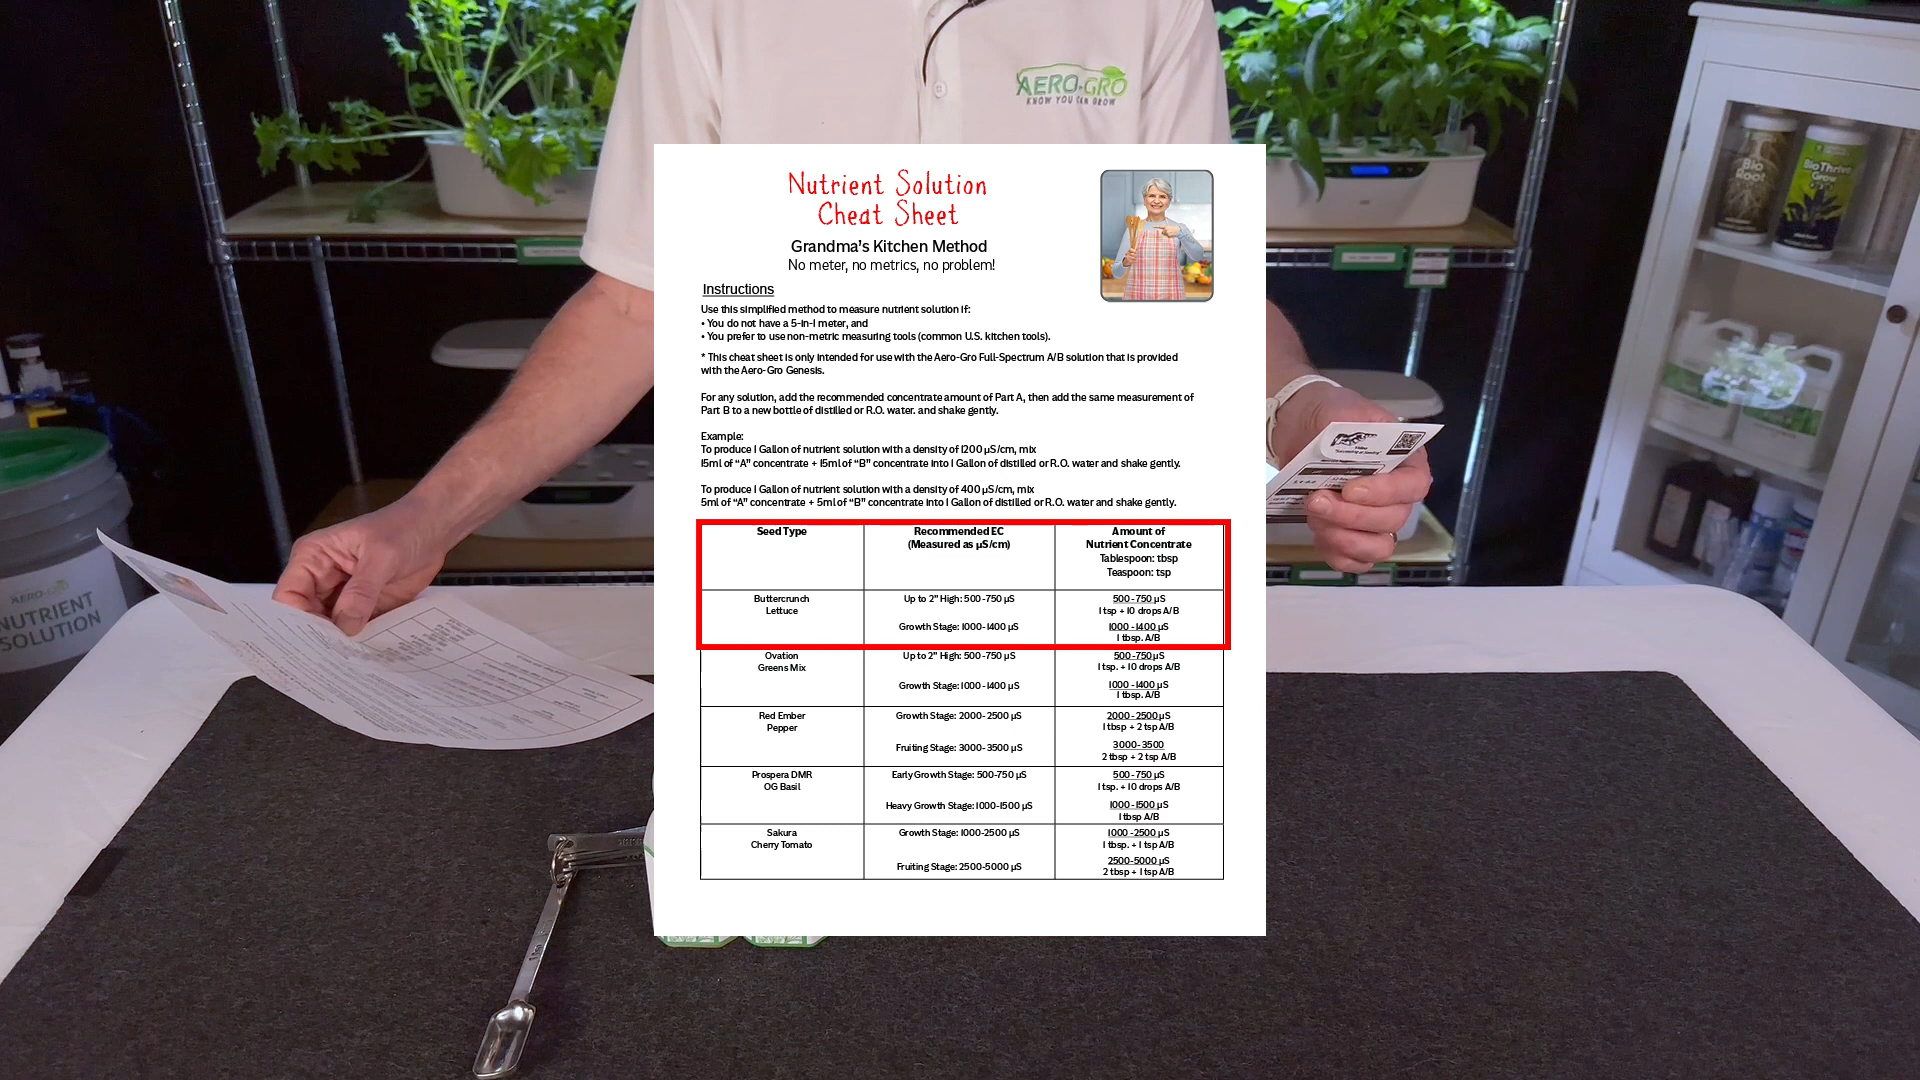 AERO-GRO
KNOW YOU CAN GROW
Bio
Root
BioThrive
Grow
Nutrient Solution
Cheat Sheet
Grandma's Kitchen Method
No meter, no metrics, no problem!
Instructions
Use this simplified method to measure nutrient solution if:
• You do not have a 5-in-1 meter, and
• You prefer to use non-metric measuring tools (common U.S. kitchen tools).
* This cheat sheet is only intended for use with the Aero-Gro Full-Spectrum A/B solution that is provided
with the Aero-Gro Genesis.
For any solution, add the recommended concentrate amount of Part A, then add the same measurement of
Part B to a new bottle of distilled or R.O. water. and shake gently.
Example:
To produce 1 Gallon of nutrient solution with a density of 1200 µS/cm, mix
15ml of “A” concentrate + 15ml of “B” concentrate into 1 Gallon of distilled or R.O. water and shake gently.
To produce 1 Gallon of nutrient solution with a density of 400 µS/cm, mix
5ml of “A” concentrate + 5ml of “B” concentrate into 1 Gallon of distilled or R.O. water and shake gently.
Seed Type
Recommended EC
(Measured as µS/cm)
Amount of
Nutrient Concentrate
Tablespoon: tbsp
Teaspoon: tsp
Buttercrunch
Lettuce
Up to 2” High: 500-750 µS
Growth Stage: 1000-1400 µS
500-750 µS
1 tsp + 10 drops A/B
1000 -1400 µS
1 tbsp. A/B
Ovation
Greens Mix
Up to 2” High: 500-750 µS
Growth Stage: 1000-1400 µS
500-750 µS
1 tsp. + 10 drops A/B
1000 -1400 µS
1 tbsp. A/B
Red Ember
Pepper
Growth Stage: 2000-2500 µS
Fruiting Stage: 3000-3500 µS
2000-2500 µS
1 tbsp + 2 tsp A/B
3000-3500
2 tbsp + 2 tsp A/B
Prospera DMR
OG Basil
Early Growth Stage: 500-750 µS
Heavy Growth Stage: 1000-1500 µS
500-750 µS
1 tsp. + 10 drops A/B
1000 -1500 µS
1 tbsp A/B
Sakura
Cherry Tomato
Growth Stage: 1000-2500 µS
Fruiting Stage: 2500-5000 µS
1000 -2500 µS
1 tbsp. + 1 tsp A/B
2500-5000 µS
2 tbsp + 1 tsp A/B
AERO-GRO
NUTRIENT
SOLUTION